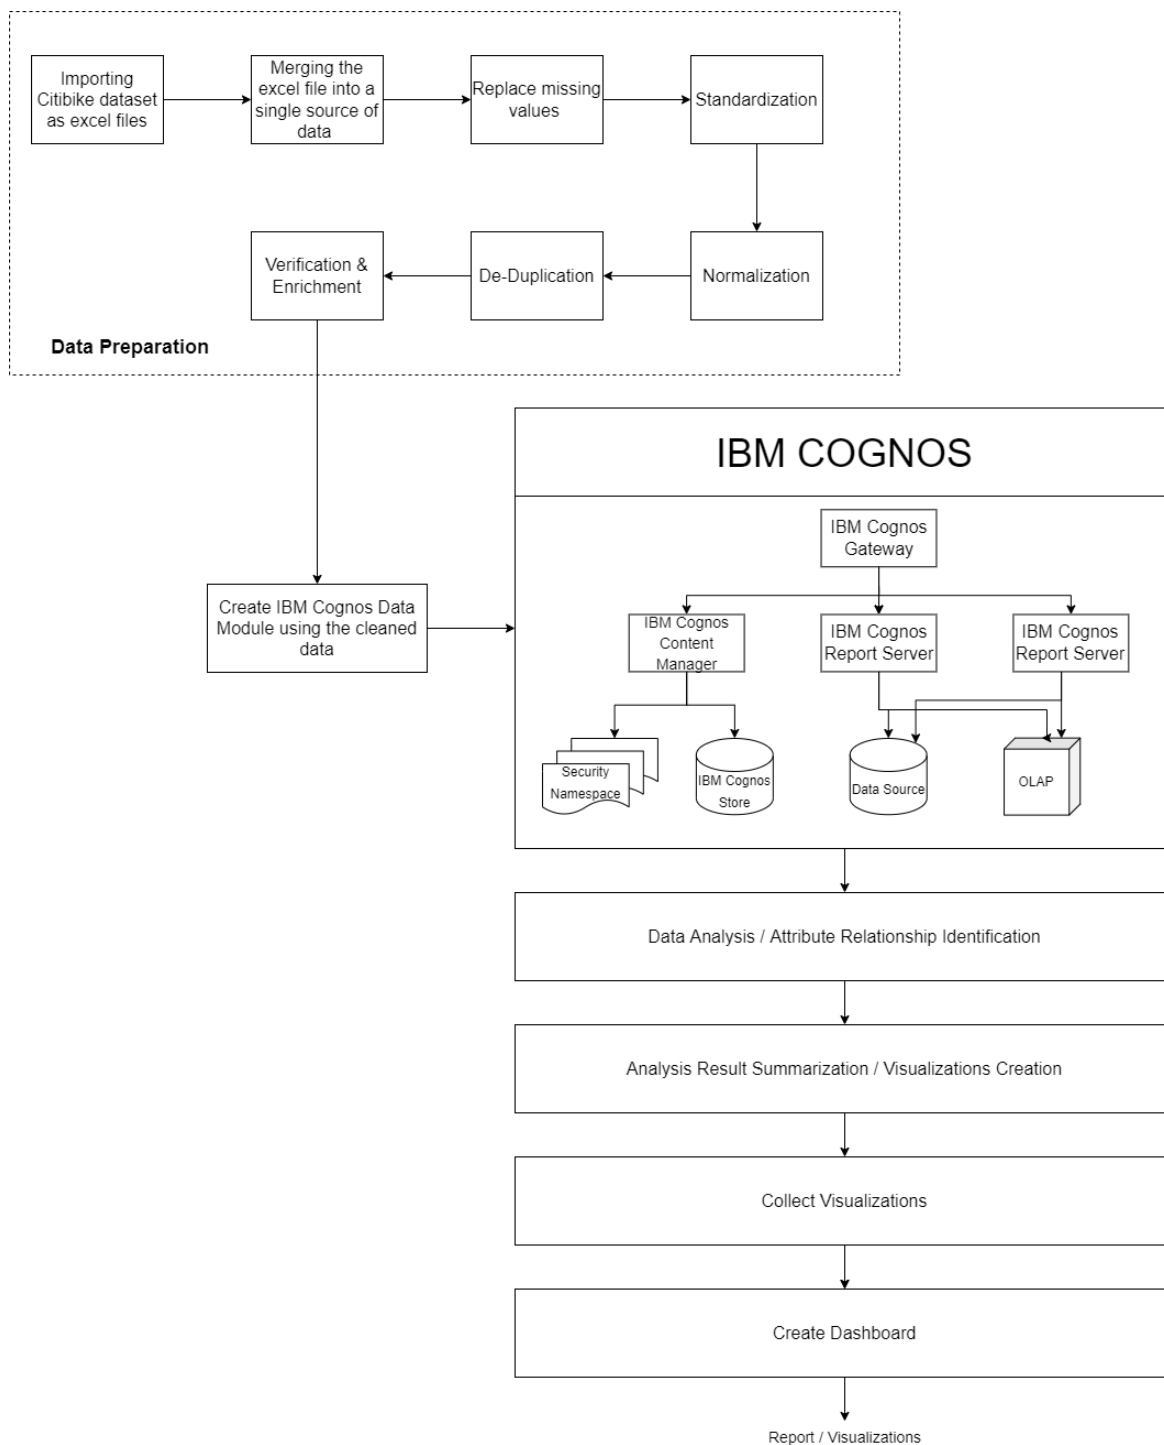 Importing
Citibike dataset
as excel files
Merging the
excel file into a
single source of
data
Replace missing
values
Standardization
Verification &
Enrichment
De-Duplication
Normalization
Data Preparation
IBM COGNOS
IBM Cognos
Gateway
Create IBM Cognos Data
Module using the cleaned
data
IBM Cognos
Content
Manager
IBM Cognos
Report Server
IBM Cognos
Report Server
Security
Namespace
IBM Cognos
Store
Data Source
OLAP
Data Analysis / Attribute Relationship Identification
Analysis Result Summarization / Visualizations Creation
Collect Visualizations
Create Dashboard
Report / Visualizations